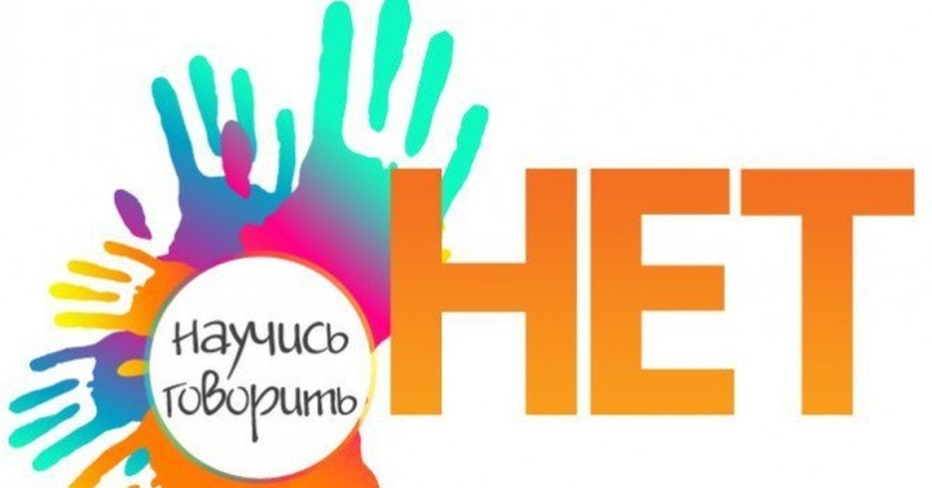 научись
говорить
НЕТ